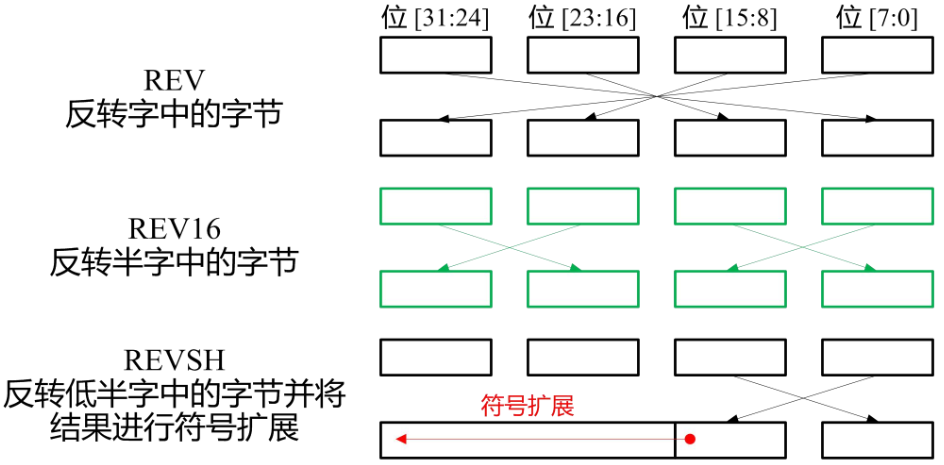 位 [31:24] 位 [23:16] 位 [15:8] 位 [7:0]
REV
反转字中的字节
REV16
反转半字中的字节
REVSH
反转低半字中的字节并将
结果进行符号扩展
符号扩展